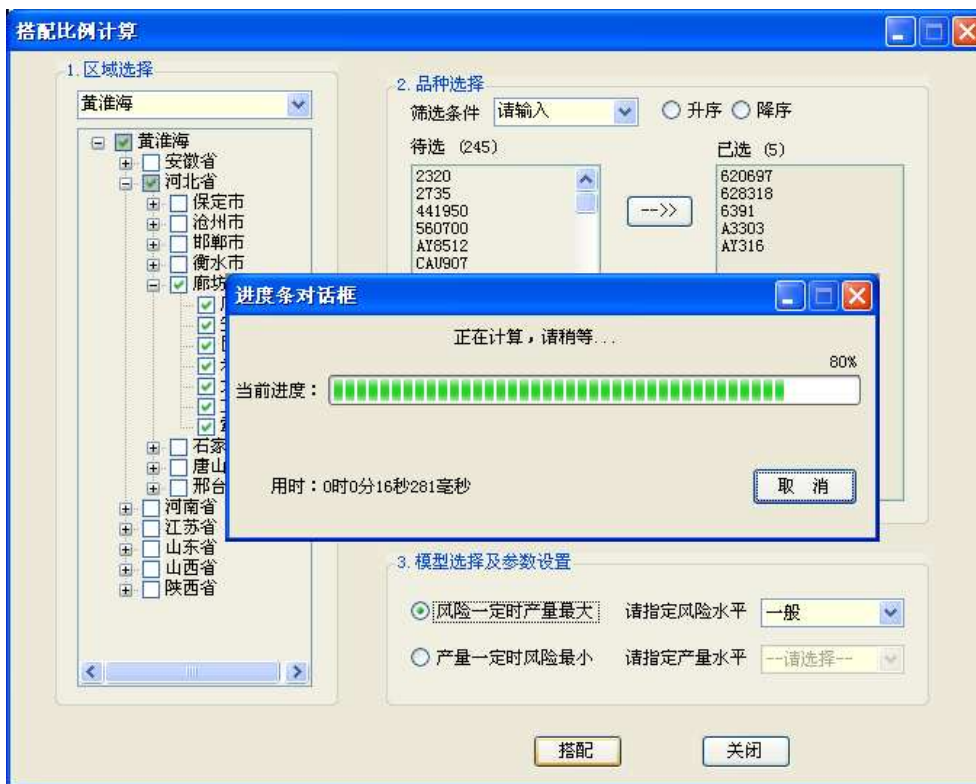 搭配比例计算
1. 区域选择
黄淮海
黄淮海
安徽省
河北省
保定市
沧州市
邯郸市
衡水市
廊坊
石家
唐山
邢台
河南省
江苏省
山东省
山西省
陕西省
2. 品种选择
筛选条件 请输入 升序 降序
待选 (245)
2320
2735
441950
560700
AY8512
CAU907
-->>
已选 (5)
620697
628318
6391
A3303
AY316
进度条对话框
正在计算，请稍等...
80%
当前进度：
用时：0时0分16秒281毫秒
取 消
3. 模型选择及参数设置
风险一定时产量最大 请指定风险水平 一般
产量一定时风险最小 请指定产量水平 --请选择--
搭配 关闭